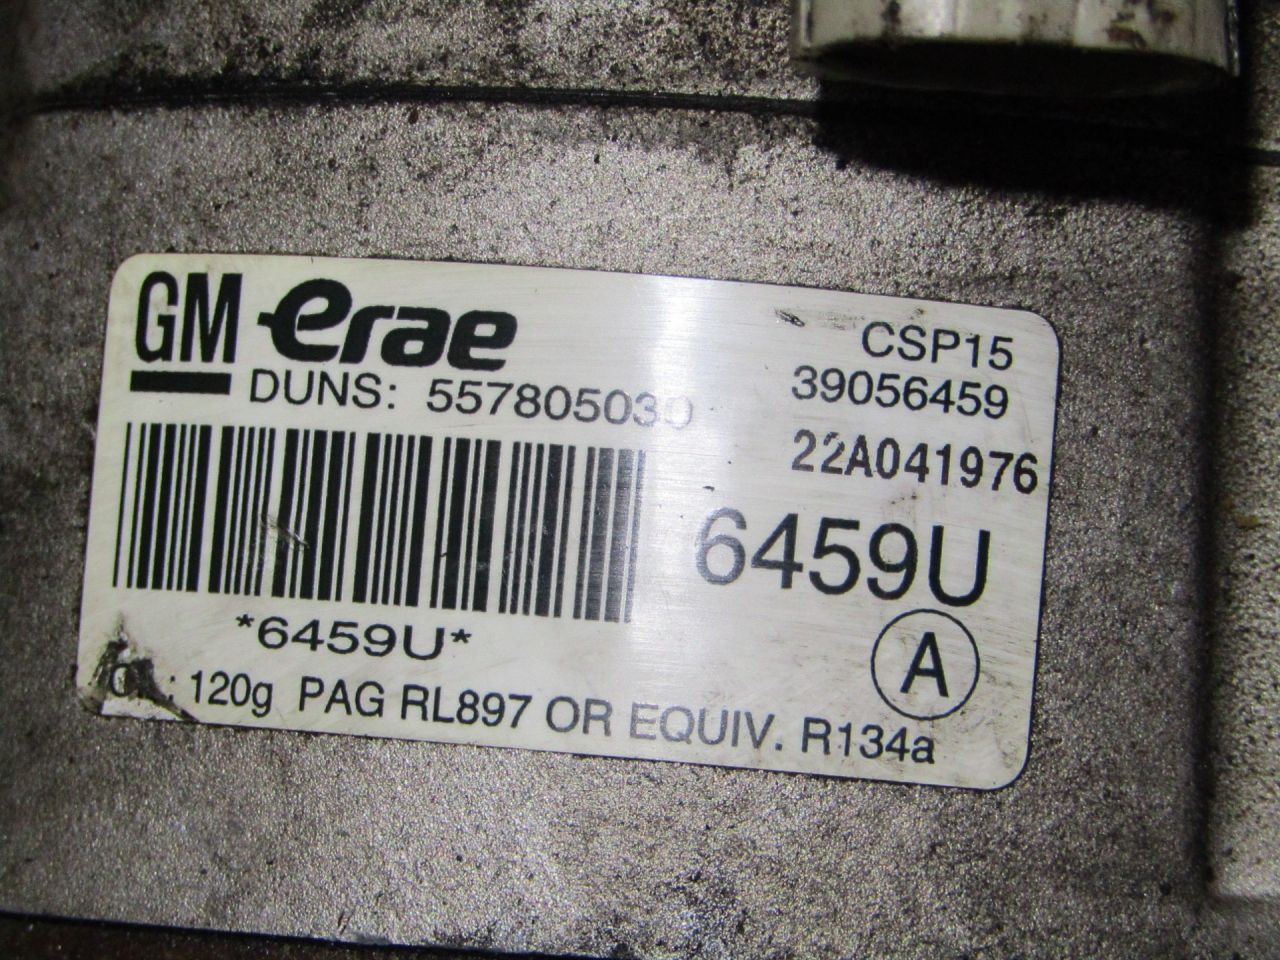 GM erae
CSP15
DUNS: 557805030
39056459
22A041976
6459U
*6459U*
A
120g PAG RL897 OR EQUIV. R134a